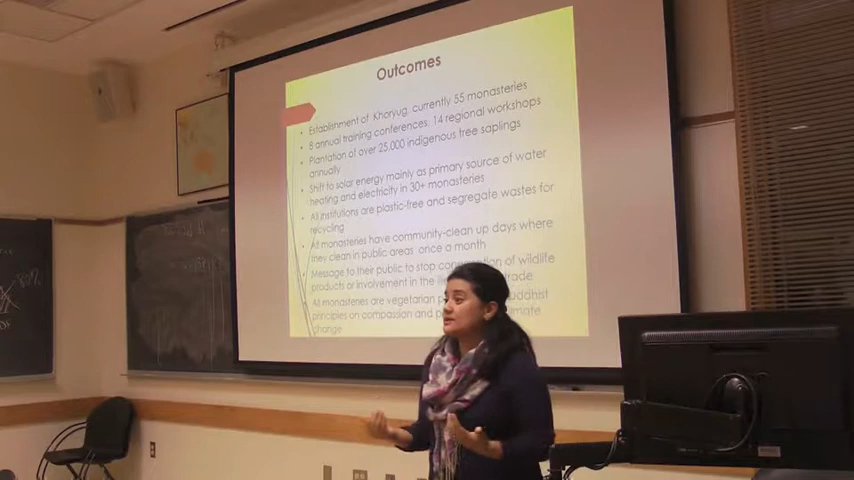 Outcomes
Establishment of Khoryug, currently 55 monasteries
8 annual training conferences, 14 regional workshops
Plantation of over 25,000 indigenous tree saplings
annually
Shift to solar energy mainly as primary source of water
heating and electricity in 30+ monasteries
All institutions are plastic-free and segregate wastes for
recycling
All monasteries have community-clean up days where
they clean in public areas once a month
Message to their public to stop of wildlife
products or involvement in the trade
All monasteries are vegetarian
principles on compassion and climate
change